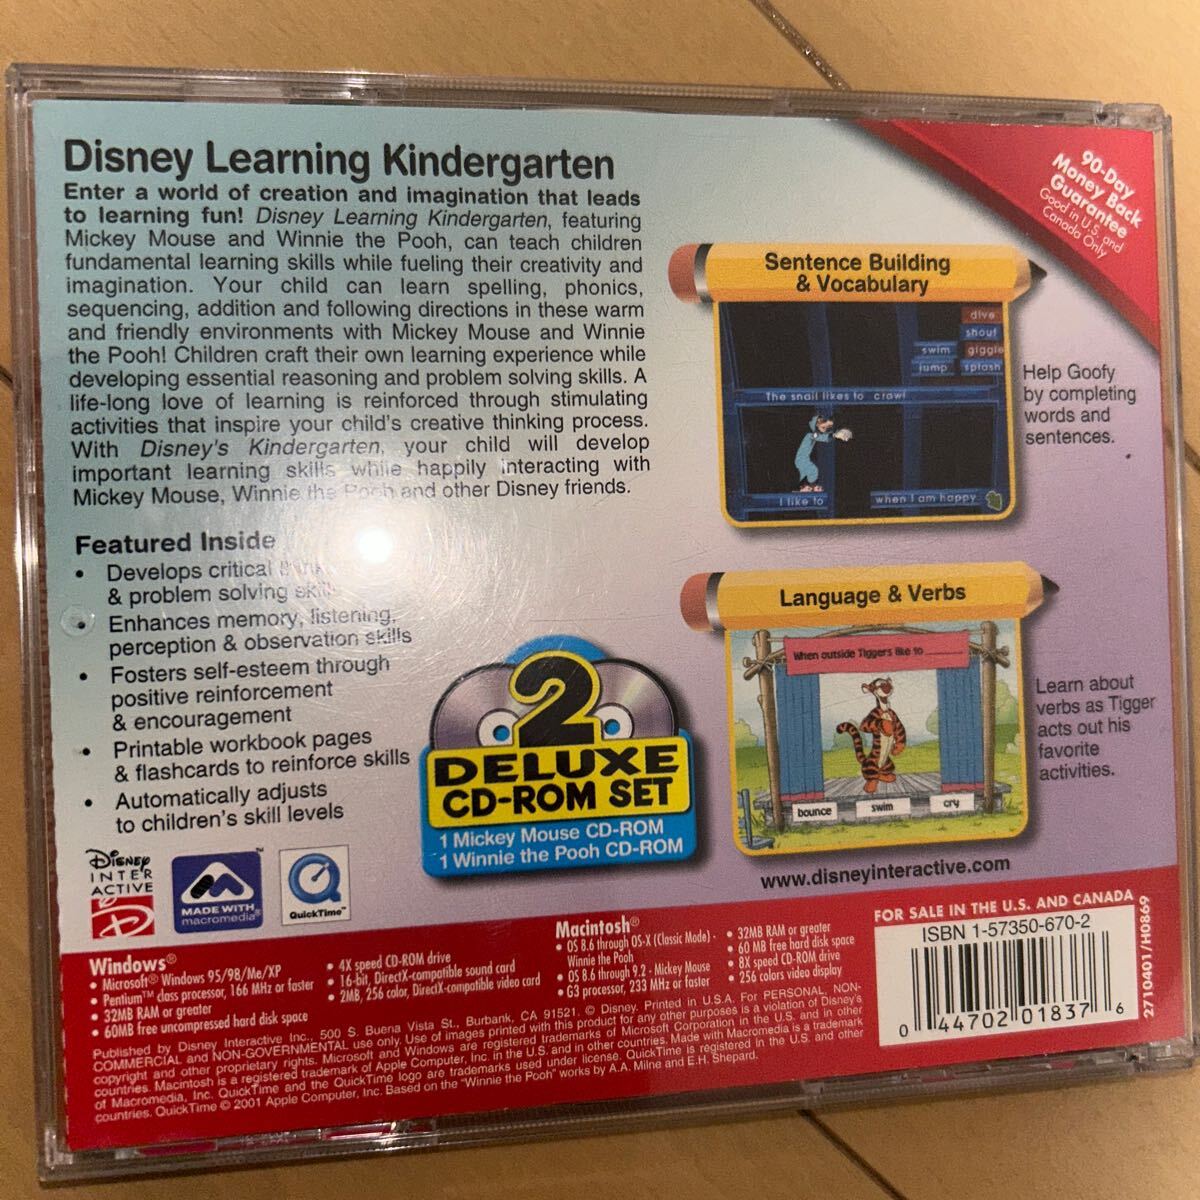 Disney Learning Kindergarten
Enter a world of creation and imagination that leads
to learning fun! Disney Learning Kindergarten, featuring
Mickey Mouse and Winnie the Pooh, can teach children
fundamental learning skills while fueling their creativity and
imagination. Your child can learn spelling, phonics,
sequencing, addition and following directions in these warm
and friendly environments with Mickey Mouse and Winnie
the Pooh! Children craft their own learning experience while
developing essential reasoning and problem solving skills. A
life-long love of learning is reinforced through stimulating
activities that inspire your child's creative thinking process.
With Disney's Kindergarten, your child will develop
important learning skills while happily interacting with
Mickey Mouse, Winnie the Pooh and other Disney friends.
Featured Inside
• Develops critical
& problem solving skills
• Enhances memory, listening,
perception & observation skills
• Fosters self-esteem through
positive reinforcement
& encouragement
• Printable workbook pages
& flashcards to reinforce skills
• Automatically adjusts
to children's skill levels
2
DELUXE
CD-ROM SET
1 Mickey Mouse CD-ROM
1 Winnie the Pooh CD-ROM
90-Day
Money Back
Guarantee
Good in U.S. and
Canada Only
Sentence Building
& Vocabulary
dive
shout
swim giggle
jump splash
The snail likes to crawl
I like to when I am happy
Help Goofy
by completing
words and
sentences.
Language & Verbs
When outside Tiggers like to
bounce swim cry
Learn about
verbs as Tigger
acts out his
favorite
activities.
www.disneyinteractive.com
DISNEY
INTER
ACTIVE
MADE WITH
macromedia®
QuickTime™
Windows®
• Microsoft® Windows 95/98/Me/XP
• Pentium™ class processor, 166 MHz or faster
• 32MB RAM or greater
• 60MB free uncompressed hard disk space
• 4X speed CD-ROM drive
• 16-bit, DirectX-compatible sound card
• 2MB, 256 color, DirectX-compatible video card
Macintosh®
• OS 8.6 through OS-X (Classic Mode) -
Winnie the Pooh
• OS 8.6 through 9.2 - Mickey Mouse
• G3 processor, 233 MHz or faster
• 32MB RAM or greater
• 60 MB free hard disk space
• 8X speed CD-ROM drive
• 256 colors video display
FOR SALE IN THE U.S. AND CANADA
ISBN 1-57350-670-2
0 44702 01837 6
2710401/H0869
Published by Disney Interactive Inc., 500 S. Buena Vista St., Burbank, CA 91521. © Disney. Printed in U.S.A. For PERSONAL, NON-
COMMERCIAL and NON-GOVERNMENTAL use only. Use of images printed with this product for any other purposes is a violation of Disney's
copyright and other proprietary rights. Microsoft and Windows are registered trademarks of Microsoft Corporation in the U.S. and in other
countries. Macintosh is a registered trademark of Apple Computer, Inc. in the U.S. and in other countries. Made with Macromedia is a trademark
of Macromedia, Inc. QuickTime and the QuickTime logo are trademarks used under license. QuickTime is registered in the U.S. and other
countries. QuickTime © 2001 Apple Computer, Inc. Based on the "Winnie the Pooh" works by A.A. Milne and E.H. Shepard.